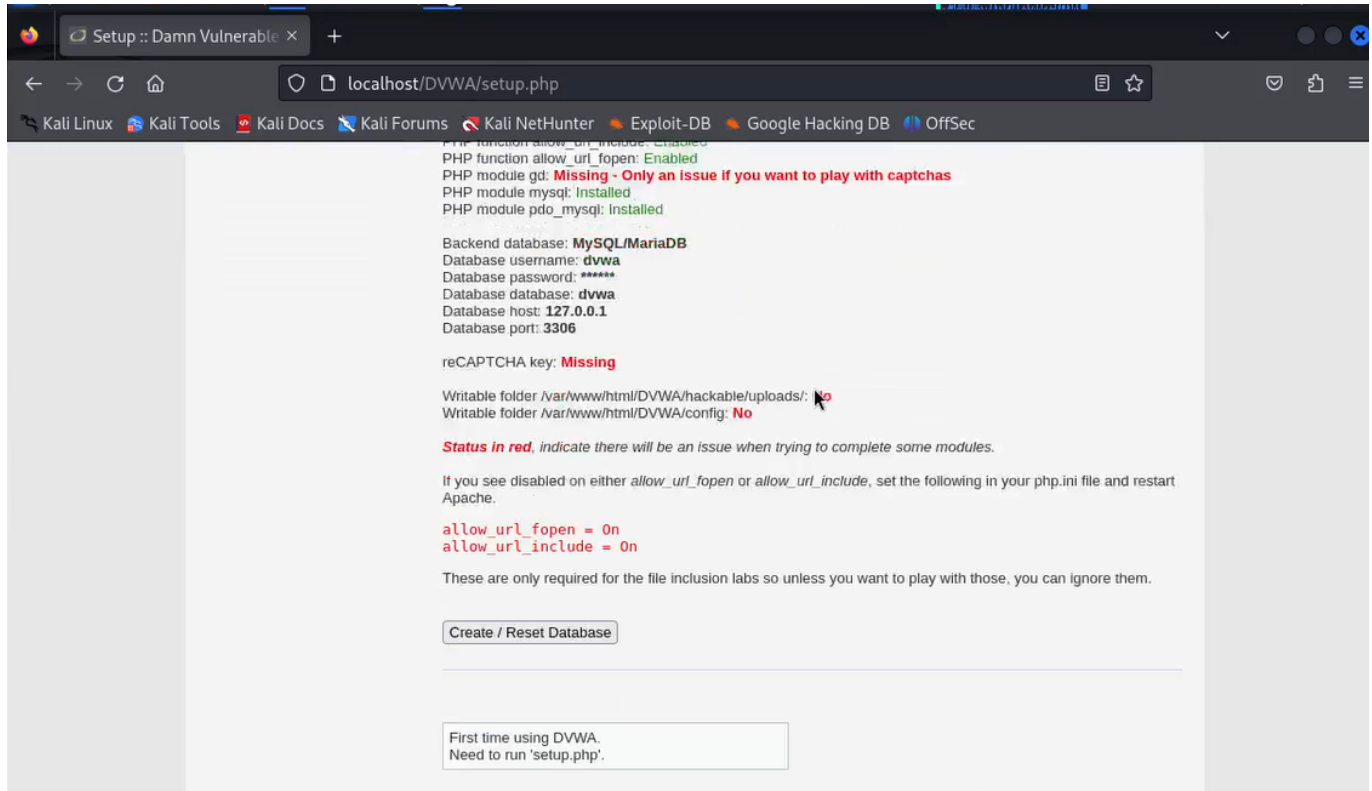 Setup :: Damn Vulnerable
localhost/DVWA/setup.php
Kali Linux Kali Tools Kali Docs Kali Forums Kali NetHunter Exploit-DB Google Hacking DB OffSec
PHP function allow_url_include: Enabled
PHP function allow_url_fopen: Enabled
PHP module gd: Missing - Only an issue if you want to play with captchas
PHP module mysql: Installed
PHP module pdo_mysql: Installed
Backend database: MySQL/MariaDB
Database username: dvwa
Database password: ******
Database database: dvwa
Database host: 127.0.0.1
Database port: 3306
reCAPTCHA key: Missing
Writable folder /var/www/html/DVWA/hackable/uploads/: No
Writable folder /var/www/html/DVWA/config: No
Status in red, indicate there will be an issue when trying to complete some modules.
If you see disabled on either allow_url_fopen or allow_url_include, set the following in your php.ini file and restart
Apache.
allow_url_fopen = On
allow_url_include = On
These are only required for the file inclusion labs so unless you want to play with those, you can ignore them.
Create / Reset Database
First time using DVWA.
Need to run 'setup.php'.